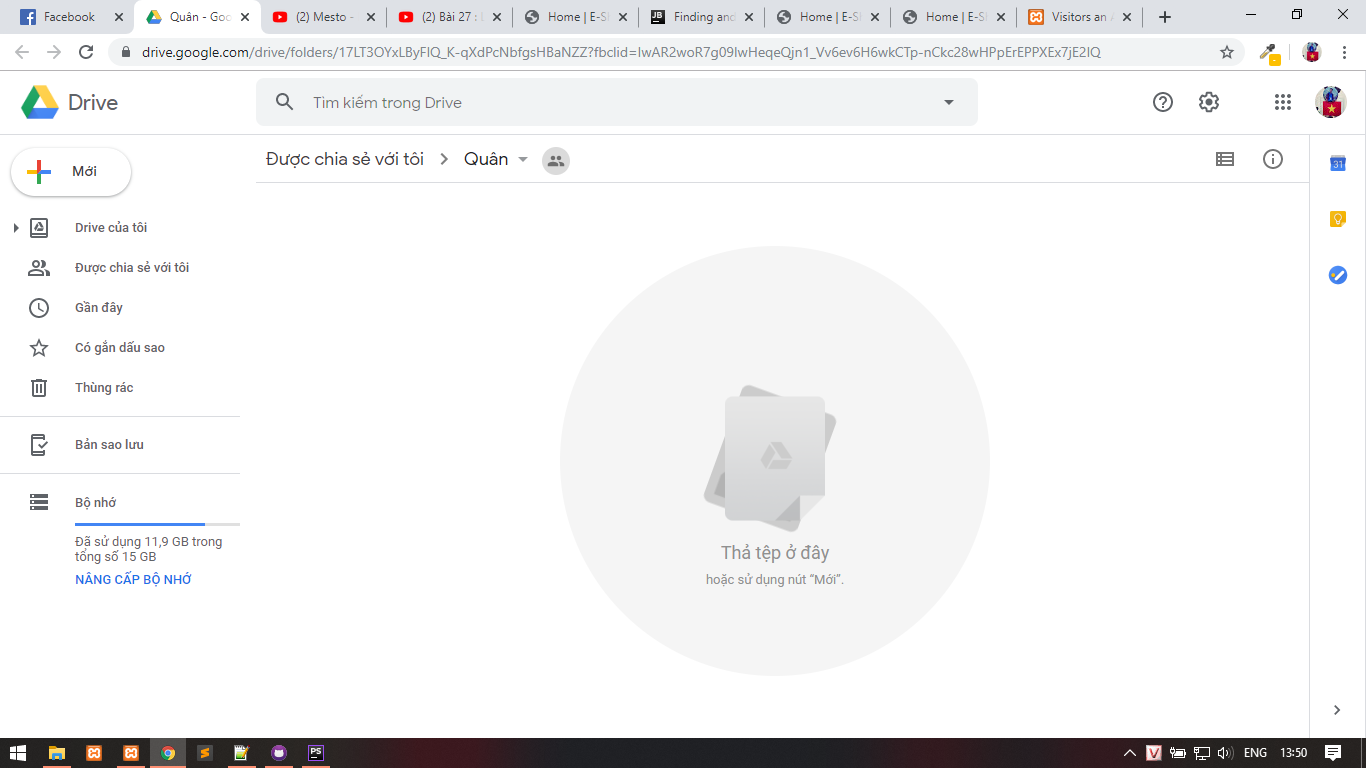 Facebook
Quân - Goo
(2) Mesto -
(2) Bài 27 :
Home | E-Sh
Finding and
Home | E-Sh
Home | E-Sh
Visitors an
drive.google.com/drive/folders/17LT3OYxLByFIQ_K-qXdPcNbfgsHBaNZZ?fbclid=IwAR2woR7g09IwHeqeQjn1_Vv6ev6H6wkCTp-nCkc28wHPpErEPPXEx7jE2IQ
Drive
Tìm kiếm trong Drive
Được chia sẻ với tôi
Quân
Mới
Drive của tôi
Được chia sẻ với tôi
Gần đây
Có gắn dấu sao
Thùng rác
Bản sao lưu
Bộ nhớ
Đã sử dụng 11,9 GB trong
tổng số 15 GB
NÂNG CẤP BỘ NHỚ
31
Thả tệp ở đây
hoặc sử dụng nút “Mới”.
PS
V
ENG
13:50